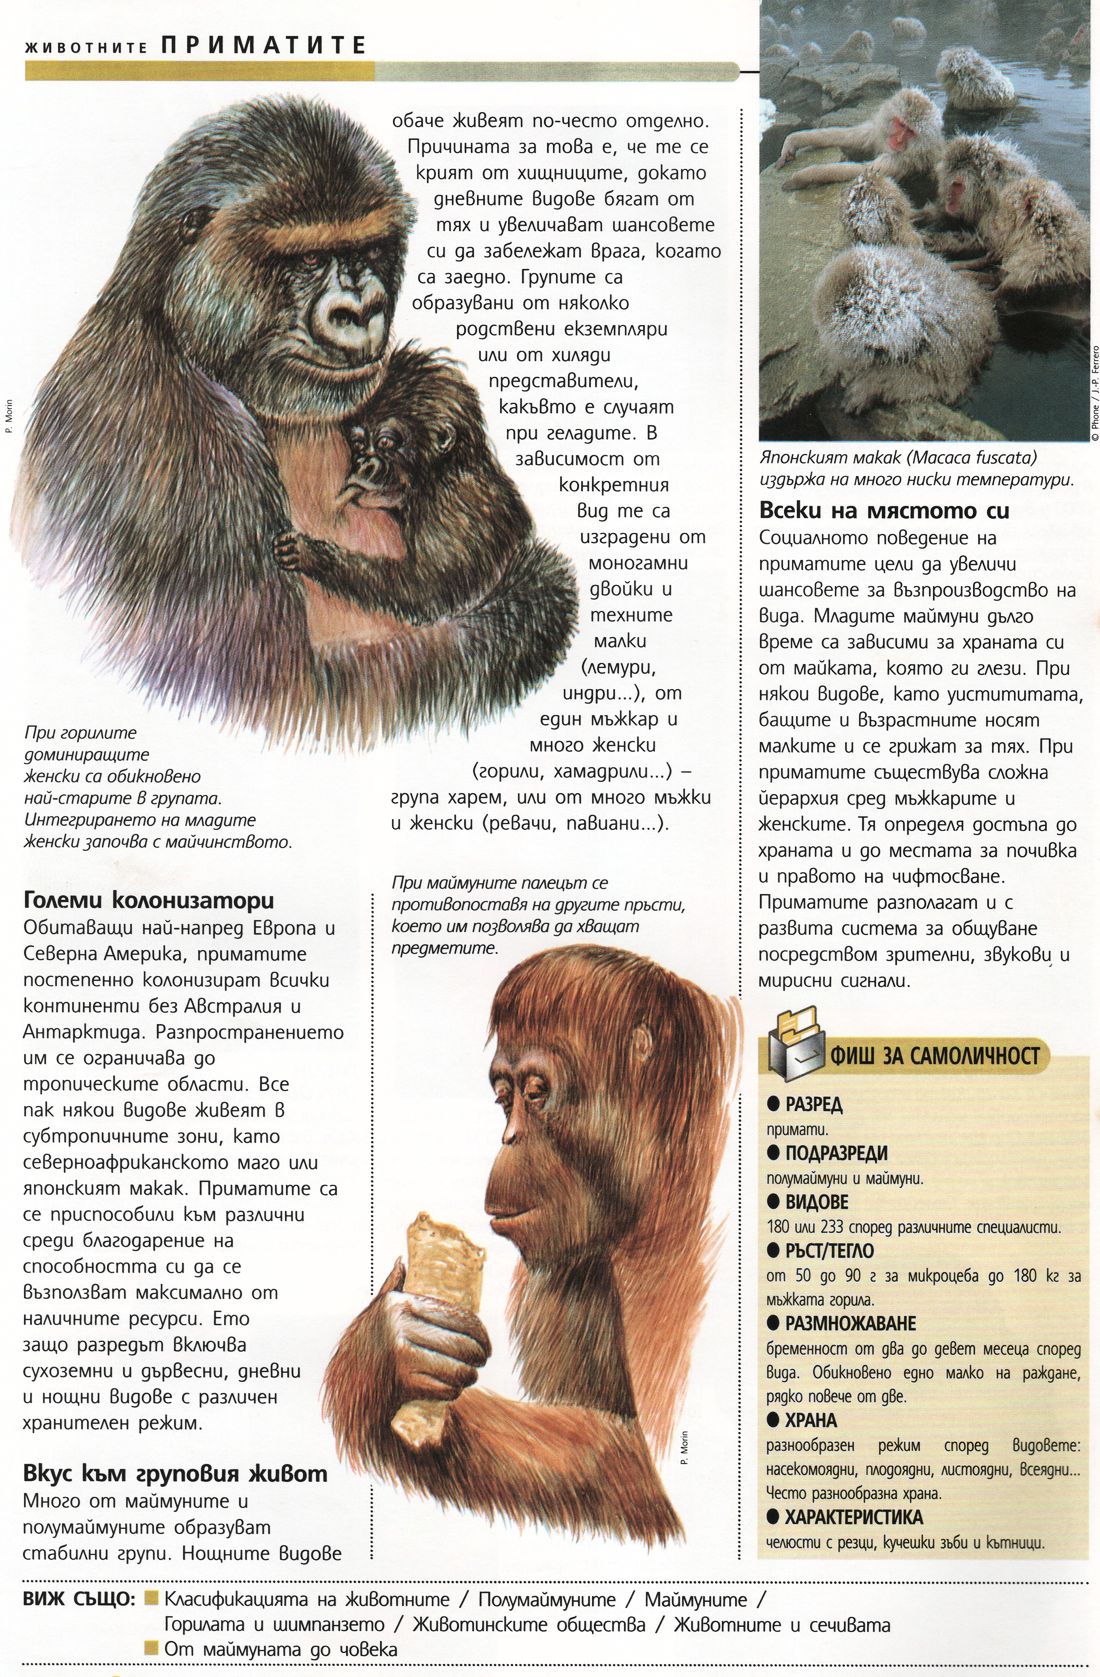 ЖИВОТНИТЕ ПРИМАТИТЕ
P. Morin
При горилите
доминиращите
женски са обикновено
най-старите в групата.
Интегрирането на младите
женски започва с майчинството.
Големи колонизатори
Обитаващи най-напред Европа и
Северна Америка, приматите
постепенно колонизират всички
континенти без Австралия и
Антарктида. Разпространението
им се ограничава до
тропическите области. Все
пак някои видове живеят в
субтропичните зони, като
северноафриканското маго или
японският макак. Приматите са
се приспособили към различни
среди благодарение на
способността си да се
възползват максимално от
наличните ресурси. Ето
защо разредът включва
сухоземни и дървесни, дневни
и нощни видове с различен
хранителен режим.
Вкус към груповия живот
Много от маймуните и
полумаймуните образуват
стабилни групи. Нощните видове
обаче живеят по-често отделно.
Причината за това е, че те се
крият от хищниците, докато
дневните видове бягат от
тях и увеличават шансовете
си да забележат врага, когато
са заедно. Групите са
образувани от няколко
родствени екземпляри
или от хиляди
представители,
какъвто е случаят
при геладите. В
зависимост от
конкретния
вид те са
изградени от
моногамни
двойки и
техните
малки
(лемури,
индри...), от
един мъжкар и
много женски
(горили, хамадрили...) –
група харем, или от много мъжки
и женски (ревачи, павиани...).
При маймуните палецът се
противопоставя на другите пръсти,
което им позволява да хващат
предметите.
P. Morin
© Phone / J.-P. Ferrero
Японският макак (Macaca fuscata)
издържа на много ниски температури.
Всеки на мястото си
Социалното поведение на
приматите цели да увеличи
шансовете за възпроизводство на
вида. Младите маймуни дълго
време са зависими за храната си
от майката, която ги глези. При
някои видове, като уистититата,
бащите и възрастните носят
малките и се грижат за тях. При
приматите съществува сложна
йерархия сред мъжкарите и
женските. Тя определя достъпа до
храната и до местата за почивка
и правото на чифтосване.
Приматите разполагат и с
развита система за общуване
посредством зрителни, звукови и
мирисни сигнали.
ФИШ ЗА САМОЛИЧНОСТ
● РАЗРЕД
примати.
● ПОДРАЗРЕДИ
полумаймуни и маймуни.
● ВИДОВЕ
180 или 233 според различните специалисти.
● РЪСТ/ТЕГЛО
от 50 до 90 г за микроцеба до 180 кг за
мъжката горила.
● РАЗМНОЖАВАНЕ
бременност от два до девет месеца според
вида. Обикновено едно малко на раждане,
рядко повече от две.
● ХРАНА
разнообразен режим според видовете:
насекомоядни, плодоядни, листоядни, всеядни...
Често разнообразна храна.
● ХАРАКТЕРИСТИКА
челюсти с резци, кучешки зъби и кътници.
ВИЖ СЪЩО: Класификацията на животните / Полумаймуните / Маймуните /
Горилата и шимпанзето / Животинските общества / Животните и сечивата
От маймуната до човека